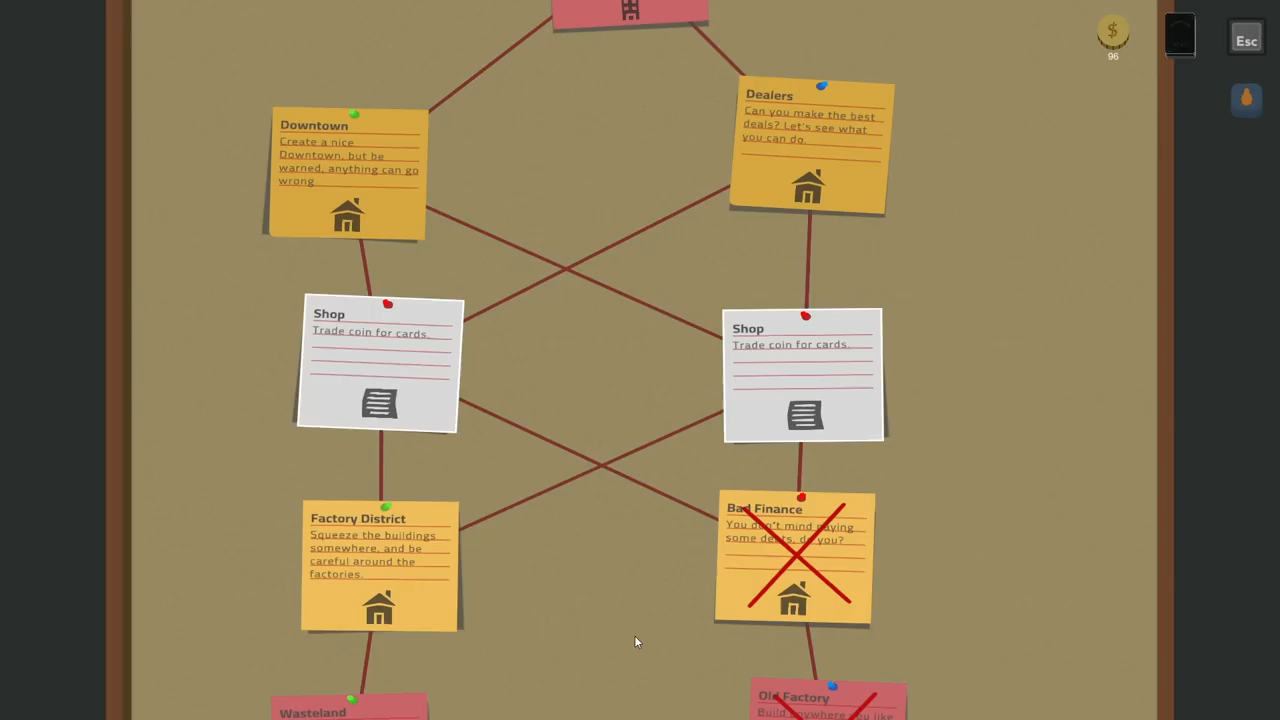 96
Esc
Dealers
Can you make the best
deals? Let's see what
you can do.
Downtown
Create a nice
Downtown, but be
warned, anything can go
wrong
Shop
Trade coin for cards.
Shop
Trade coin for cards.
Factory District
Squeeze the buildings
somewhere, and be
careful around the
factories.
Bad Finance
You don't mind paying
some debts, do you?
Wasteland
Old Factory
Build anywhere you like